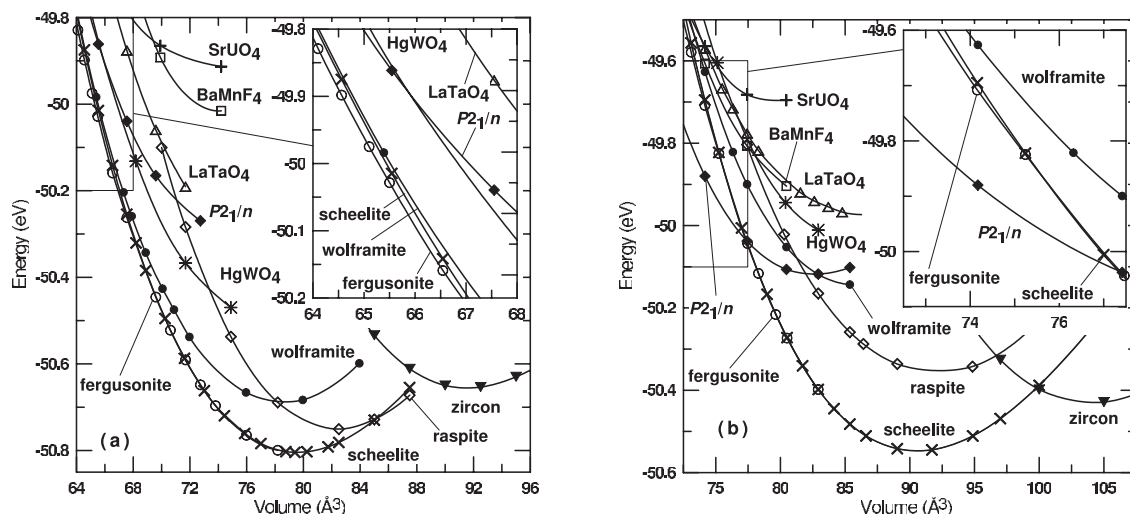 -49.8
-50
-50.2
-50.4
-50.6
-50.8
Energy (eV)
64 68 72 76 80 84 88 92 96
Volume (Å3)
SrUO4
BaMnF4
LaTaO4
P21/n
HgWO4
wolframite
fergusonite
zircon
raspite
scheelite
(a)
-49.8
-49.9
-50
-50.1
-50.2
64 65 66 67 68
HgWO4
LaTaO4
P21/n
scheelite
wolframite
fergusonite
-49.6
-49.8
-50
-50.2
-50.4
-50.6
Energy (eV)
75 80 85 90 95 100 105
Volume (Å3)
SrUO4
BaMnF4
LaTaO4
HgWO4
P21/n
wolframite
fergusonite
raspite
scheelite
zircon
(b)
-49.6
-49.8
-50
74 76
wolframite
P21/n
fergusonite
scheelite